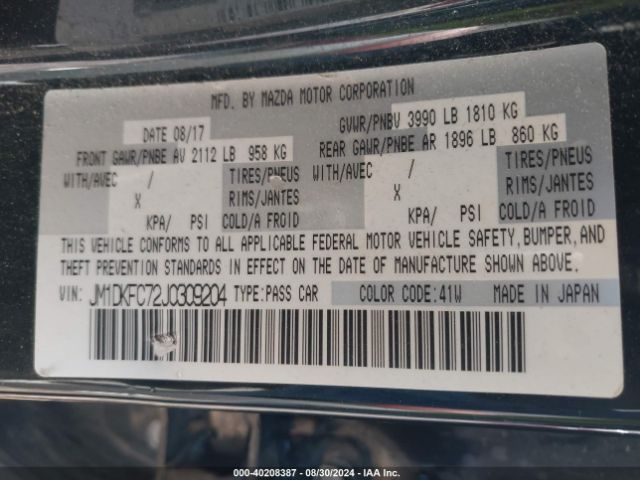 MFD. BY MAZDA MOTOR CORPORATION
DATE 08/17 GVWR/PNBV 3990 LB 1810 KG
FRONT GAWR/PNBE AV 2112 LB 958 KG REAR GAWR/PNBE AR 1896 LB 860 KG
WITH/AVEC / TIRES/PNEUS WITH/AVEC / TIRES/PNEUS
X RIMS/JANTES X RIMS/JANTES
KPA/ PSI COLD/A FROID KPA/ PSI COLD/A FROID
THIS VEHICLE CONFORMS TO ALL APPLICABLE FEDERAL MOTOR VEHICLE SAFETY, BUMPER, AND
THEFT PREVENTION STANDARDS IN EFFECT ON THE DATE OF MANUFACTURE SHOWN ABOVE.
VIN: JM1DKFC72J0309204 TYPE:PASS CAR COLOR CODE:41W MADE IN JAPAN
000-40208387 - 08/30/2024 - IAA Inc.